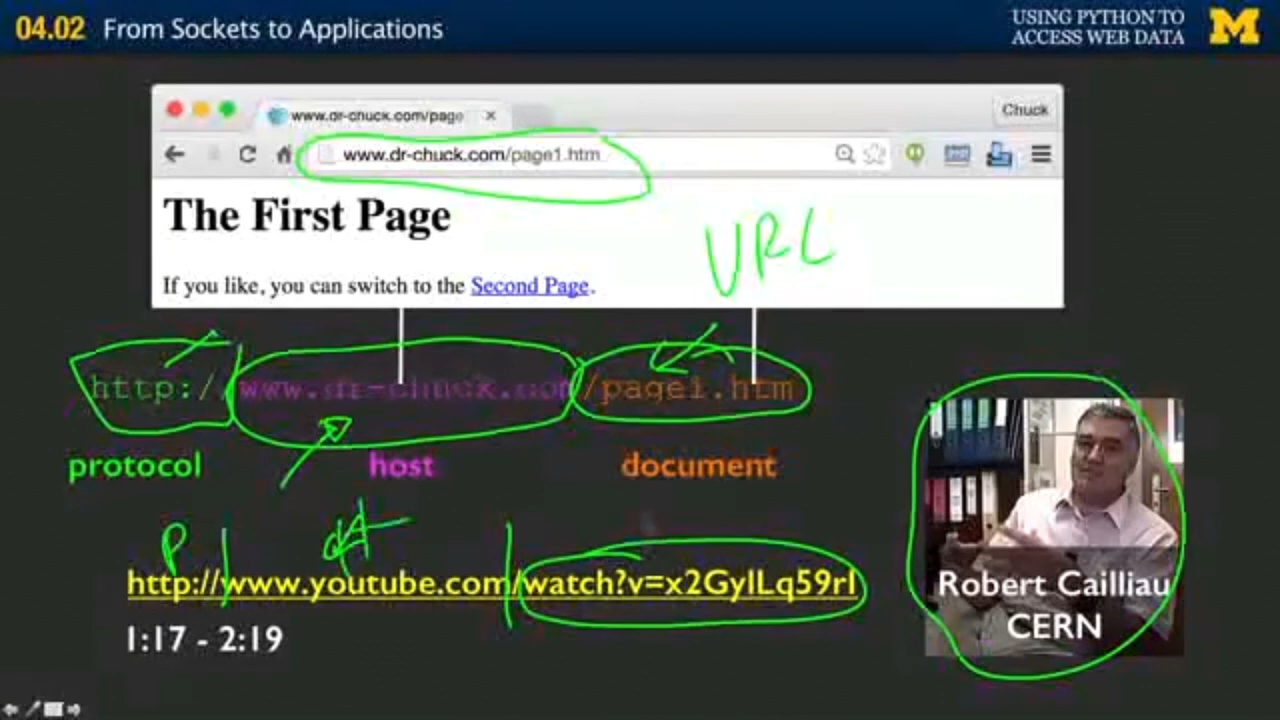 04.02 From Sockets to Applications
USING PYTHON TO
ACCESS WEB DATA
M
www.dr-chuck.com/page
Chuck
www.dr-chuck.com/page1.htm
The First Page
URL
If you like, you can switch to the Second Page.
http://www.dr-chuck.com/page1.htm
protocol host document
P
http://www.youtube.com/watch?v=x2GylLq59rI
1:17 - 2:19
Robert Cailliau
CERN